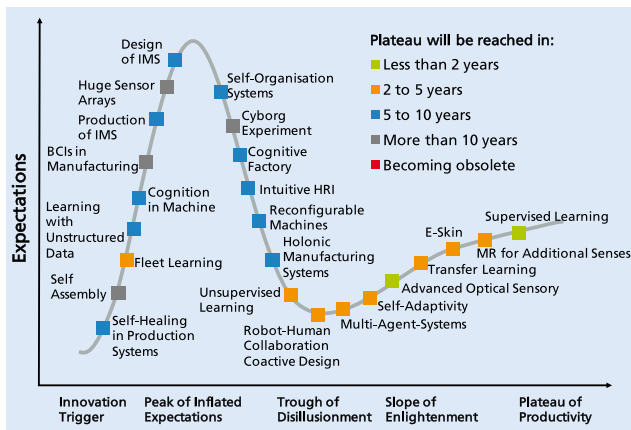 Plateau will be reached in:
Less than 2 years
2 to 5 years
5 to 10 years
More than 10 years
Becoming obsolete
Expectations
Design
of IMS
Huge Sensor
Arrays
Production
of IMS
BCIs in
Manufacturing
Cognition
in Machine
Learning
with
Unstructured
Data
Fleet Learning
Self
Assembly
Self-Healing
in Production
Systems
Self-Organisation
Systems
Cyborg
Experiment
Cognitive
Factory
Intuitive HRI
Reconfigurable
Machines
Holonic
Manufacturing
Systems
Unsupervised
Learning
Robot-Human
Collaboration
Coactive Design
Multi-Agent-Systems
Self-Adaptivity
Advanced Optical Sensory
Transfer Learning
E-Skin
MR for Additional Senses
Supervised Learning
Innovation
Trigger
Peak of Inflated
Expectations
Trough of
Disillusionment
Slope of
Enlightenment
Plateau of
Productivity